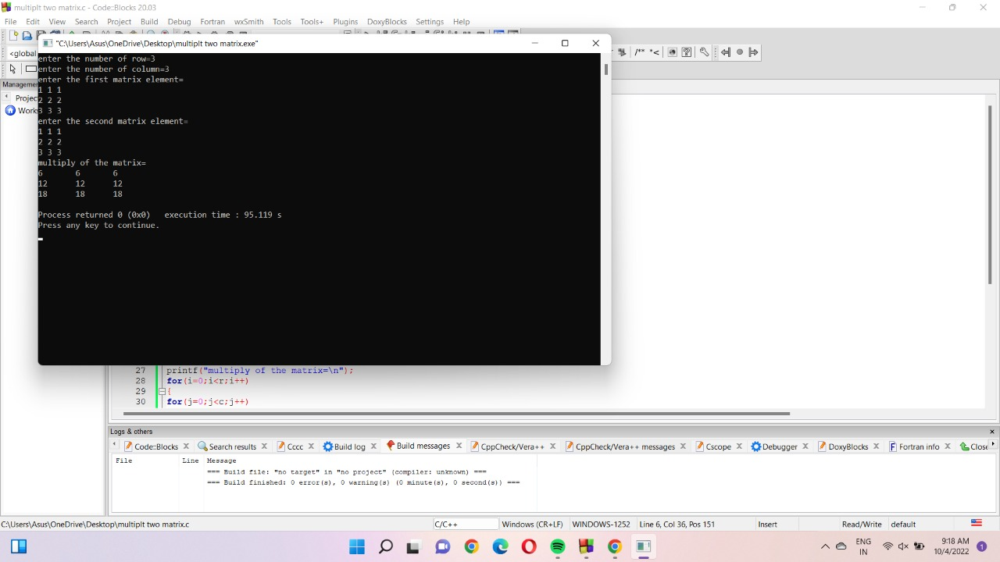 multiplt two matrix.c - Code::Blocks 20.03
File Edit View Search Project Build Debug Fortran wxSmith Tools Tools+ Plugins DoxyBlocks Settings Help
"C:\Users\Asus\OneDrive\Desktop\multiplt two matrix.exe"
<global
/** *<
Management
Projec
Works
enter the number of row=3
enter the number of column=3
enter the first matrix element=
1 1 1
2 2 2
3 3 3
enter the second matrix element=
1 1 1
2 2 2
3 3 3
multiply of the matrix=
6 6 6
12 12 12
18 18 18
Process returned 0 (0x0) execution time : 95.119 s
Press any key to continue.
27 printf("multiply of the matrix=\n");
28 for(i=0;i<r;i++)
29 {
30 for(j=0;j<c;j++)
Logs & others
Code::Blocks Search results Cccc Build log Build messages CppCheck/Vera++ CppCheck/Vera++ messages Cscope Debugger DoxyBlocks Fortran info Close
File Line Message
=== Build file: "no target" in "no project" (compiler: unknown) ===
=== Build finished: 0 error(s), 0 warning(s) (0 minute(s), 0 second(s)) ===
C:\Users\Asus\OneDrive\Desktop\multiplt two matrix.c C/C++ Windows (CR+LF) WINDOWS-1252 Line 6, Col 36, Pos 151 Insert Read/Write default
ENG
IN
9:18 AM
10/4/2022
1